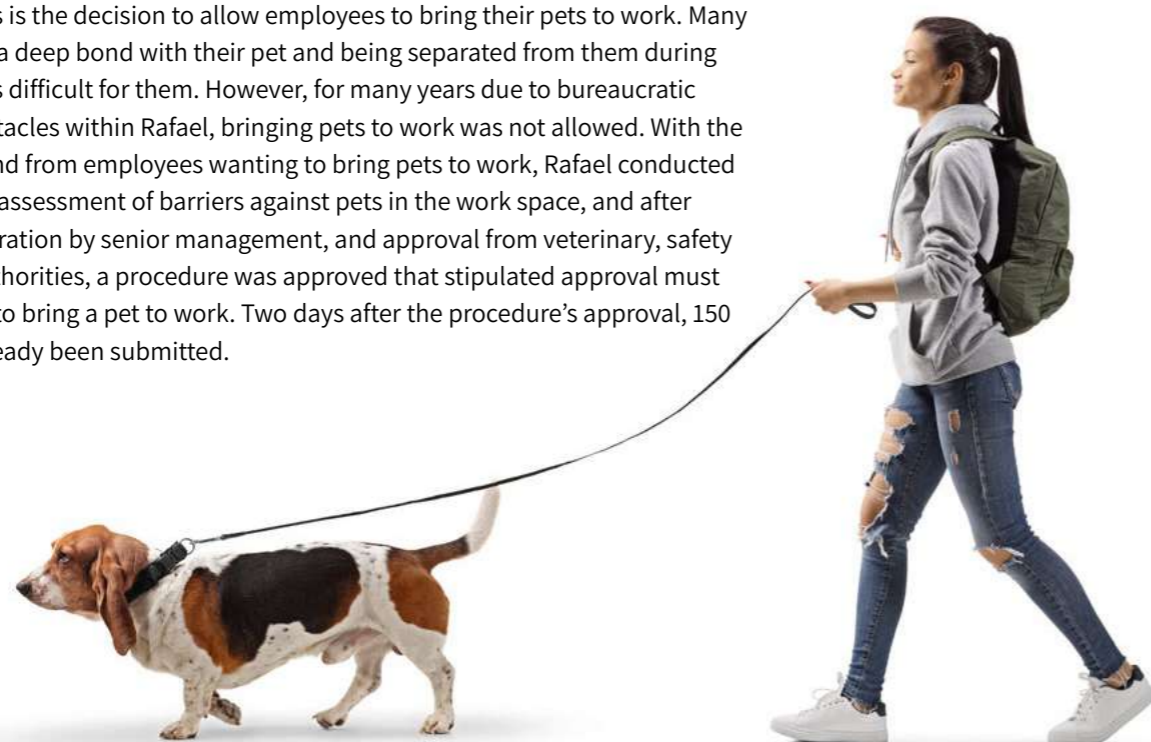 s is the decision to allow employees to bring their pets to work. Many
a deep bond with their pet and being separated from them during
s difficult for them. However, for many years due to bureaucratic
tacles within Rafael, bringing pets to work was not allowed. With the
nd from employees wanting to bring pets to work, Rafael conducted
assessment of barriers against pets in the work space, and after
ration by senior management, and approval from veterinary, safety
thorities, a procedure was approved that stipulated approval must
to bring a pet to work. Two days after the procedure’s approval, 150
eady been submitted.